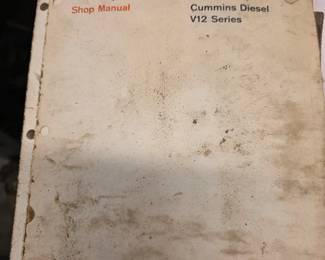 Shop Manual
Cummins Diesel
V12 Series